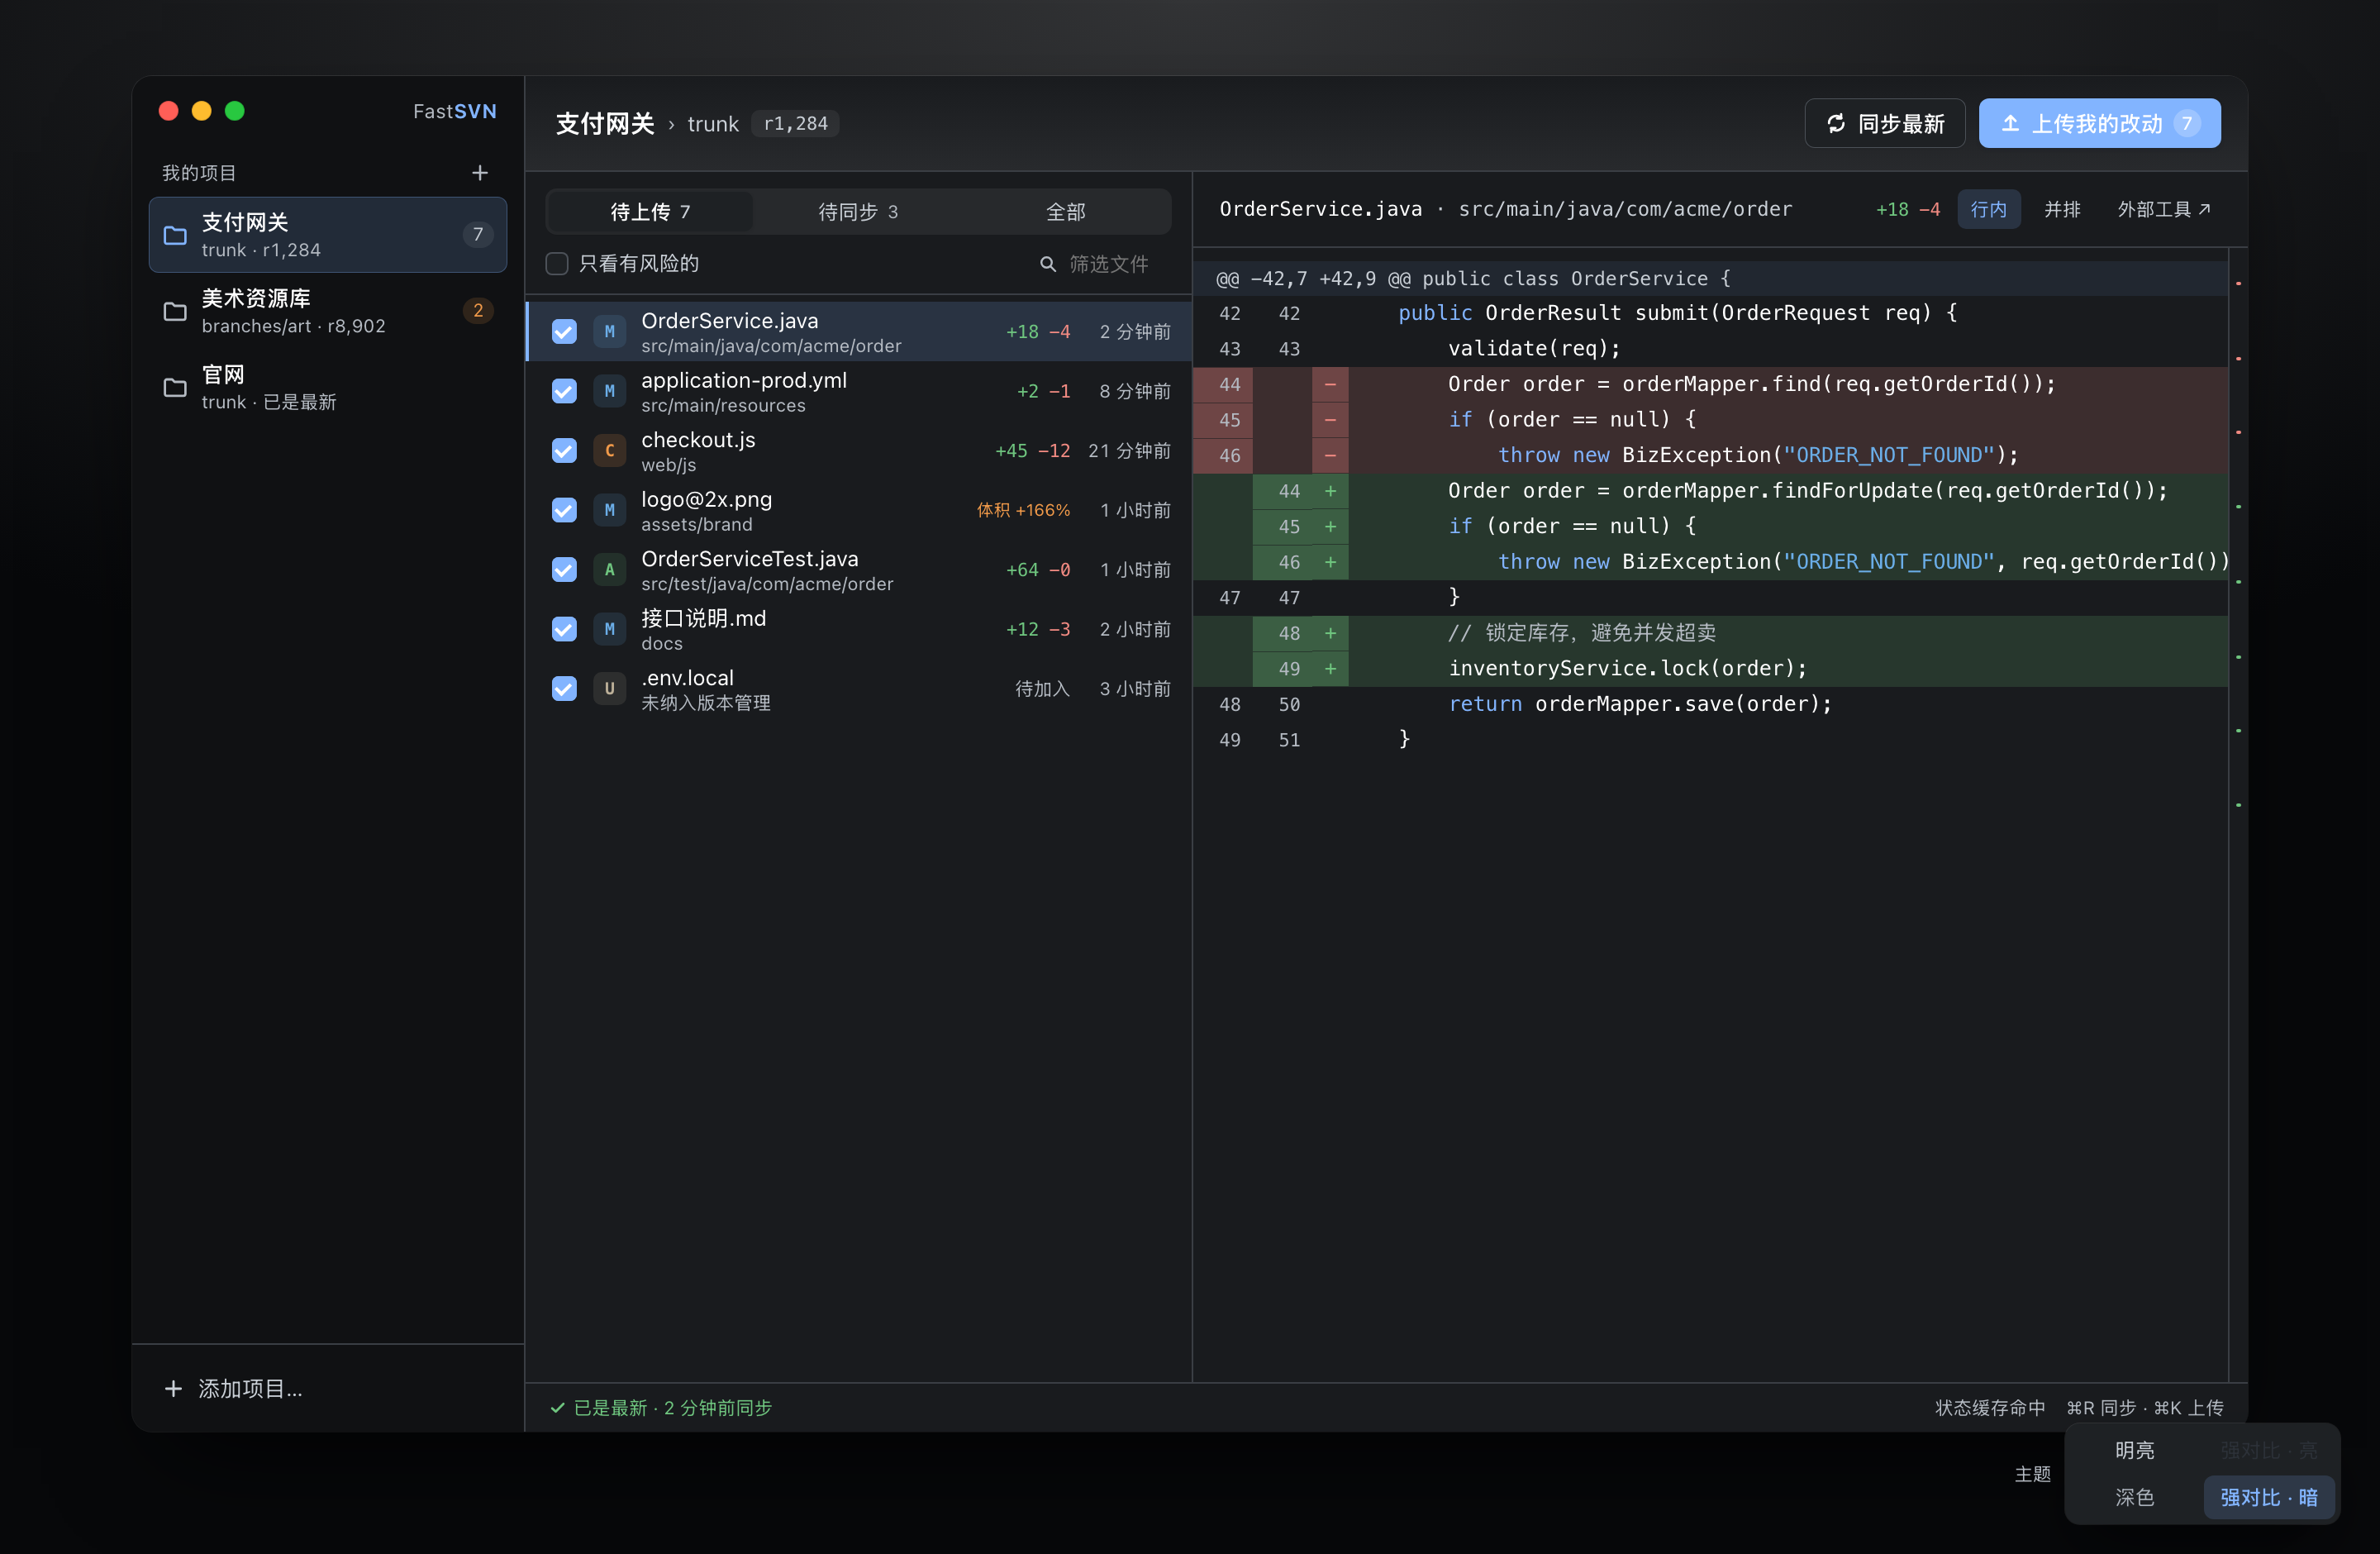 FastSVN
我的项目 +
支付网关
trunk · r1,284
7
美术资源库
branches/art · r8,902
2
官网
trunk · 已是最新
+ 添加项目...
支付网关 › trunk r1,284
同步最新
上传我的改动 7
待上传 7
待同步 3
全部
只看有风险的
筛选文件
M OrderService.java +18 −4 2 分钟前
src/main/java/com/acme/order
M application-prod.yml +2 −1 8 分钟前
src/main/resources
C checkout.js +45 −12 21 分钟前
web/js
M logo@2x.png 体积 +166% 1 小时前
assets/brand
A OrderServiceTest.java +64 −0 1 小时前
src/test/java/com/acme/order
M 接口说明.md +12 −3 2 小时前
docs
U .env.local 待加入 3 小时前
未纳入版本管理
OrderService.java · src/main/java/com/acme/order +18 −4 行内 并排 外部工具 ↗
@@ −42,7 +42,9 @@ public class OrderService {
42 42 public OrderResult submit(OrderRequest req) {
43 43 validate(req);
44 − Order order = orderMapper.find(req.getOrderId());
45 − if (order == null) {
46 − throw new BizException("ORDER_NOT_FOUND");
44 + Order order = orderMapper.findForUpdate(req.getOrderId());
45 + if (order == null) {
46 + throw new BizException("ORDER_NOT_FOUND", req.getOrderId())
47 47 }
48 + // 锁定库存，避免并发超卖
49 + inventoryService.lock(order);
48 50 return orderMapper.save(order);
49 51 }
已是最新 · 2 分钟前同步
状态缓存命中 ⌘R 同步 · ⌘K 上传
主题
明亮 强对比 · 亮
深色 强对比 · 暗